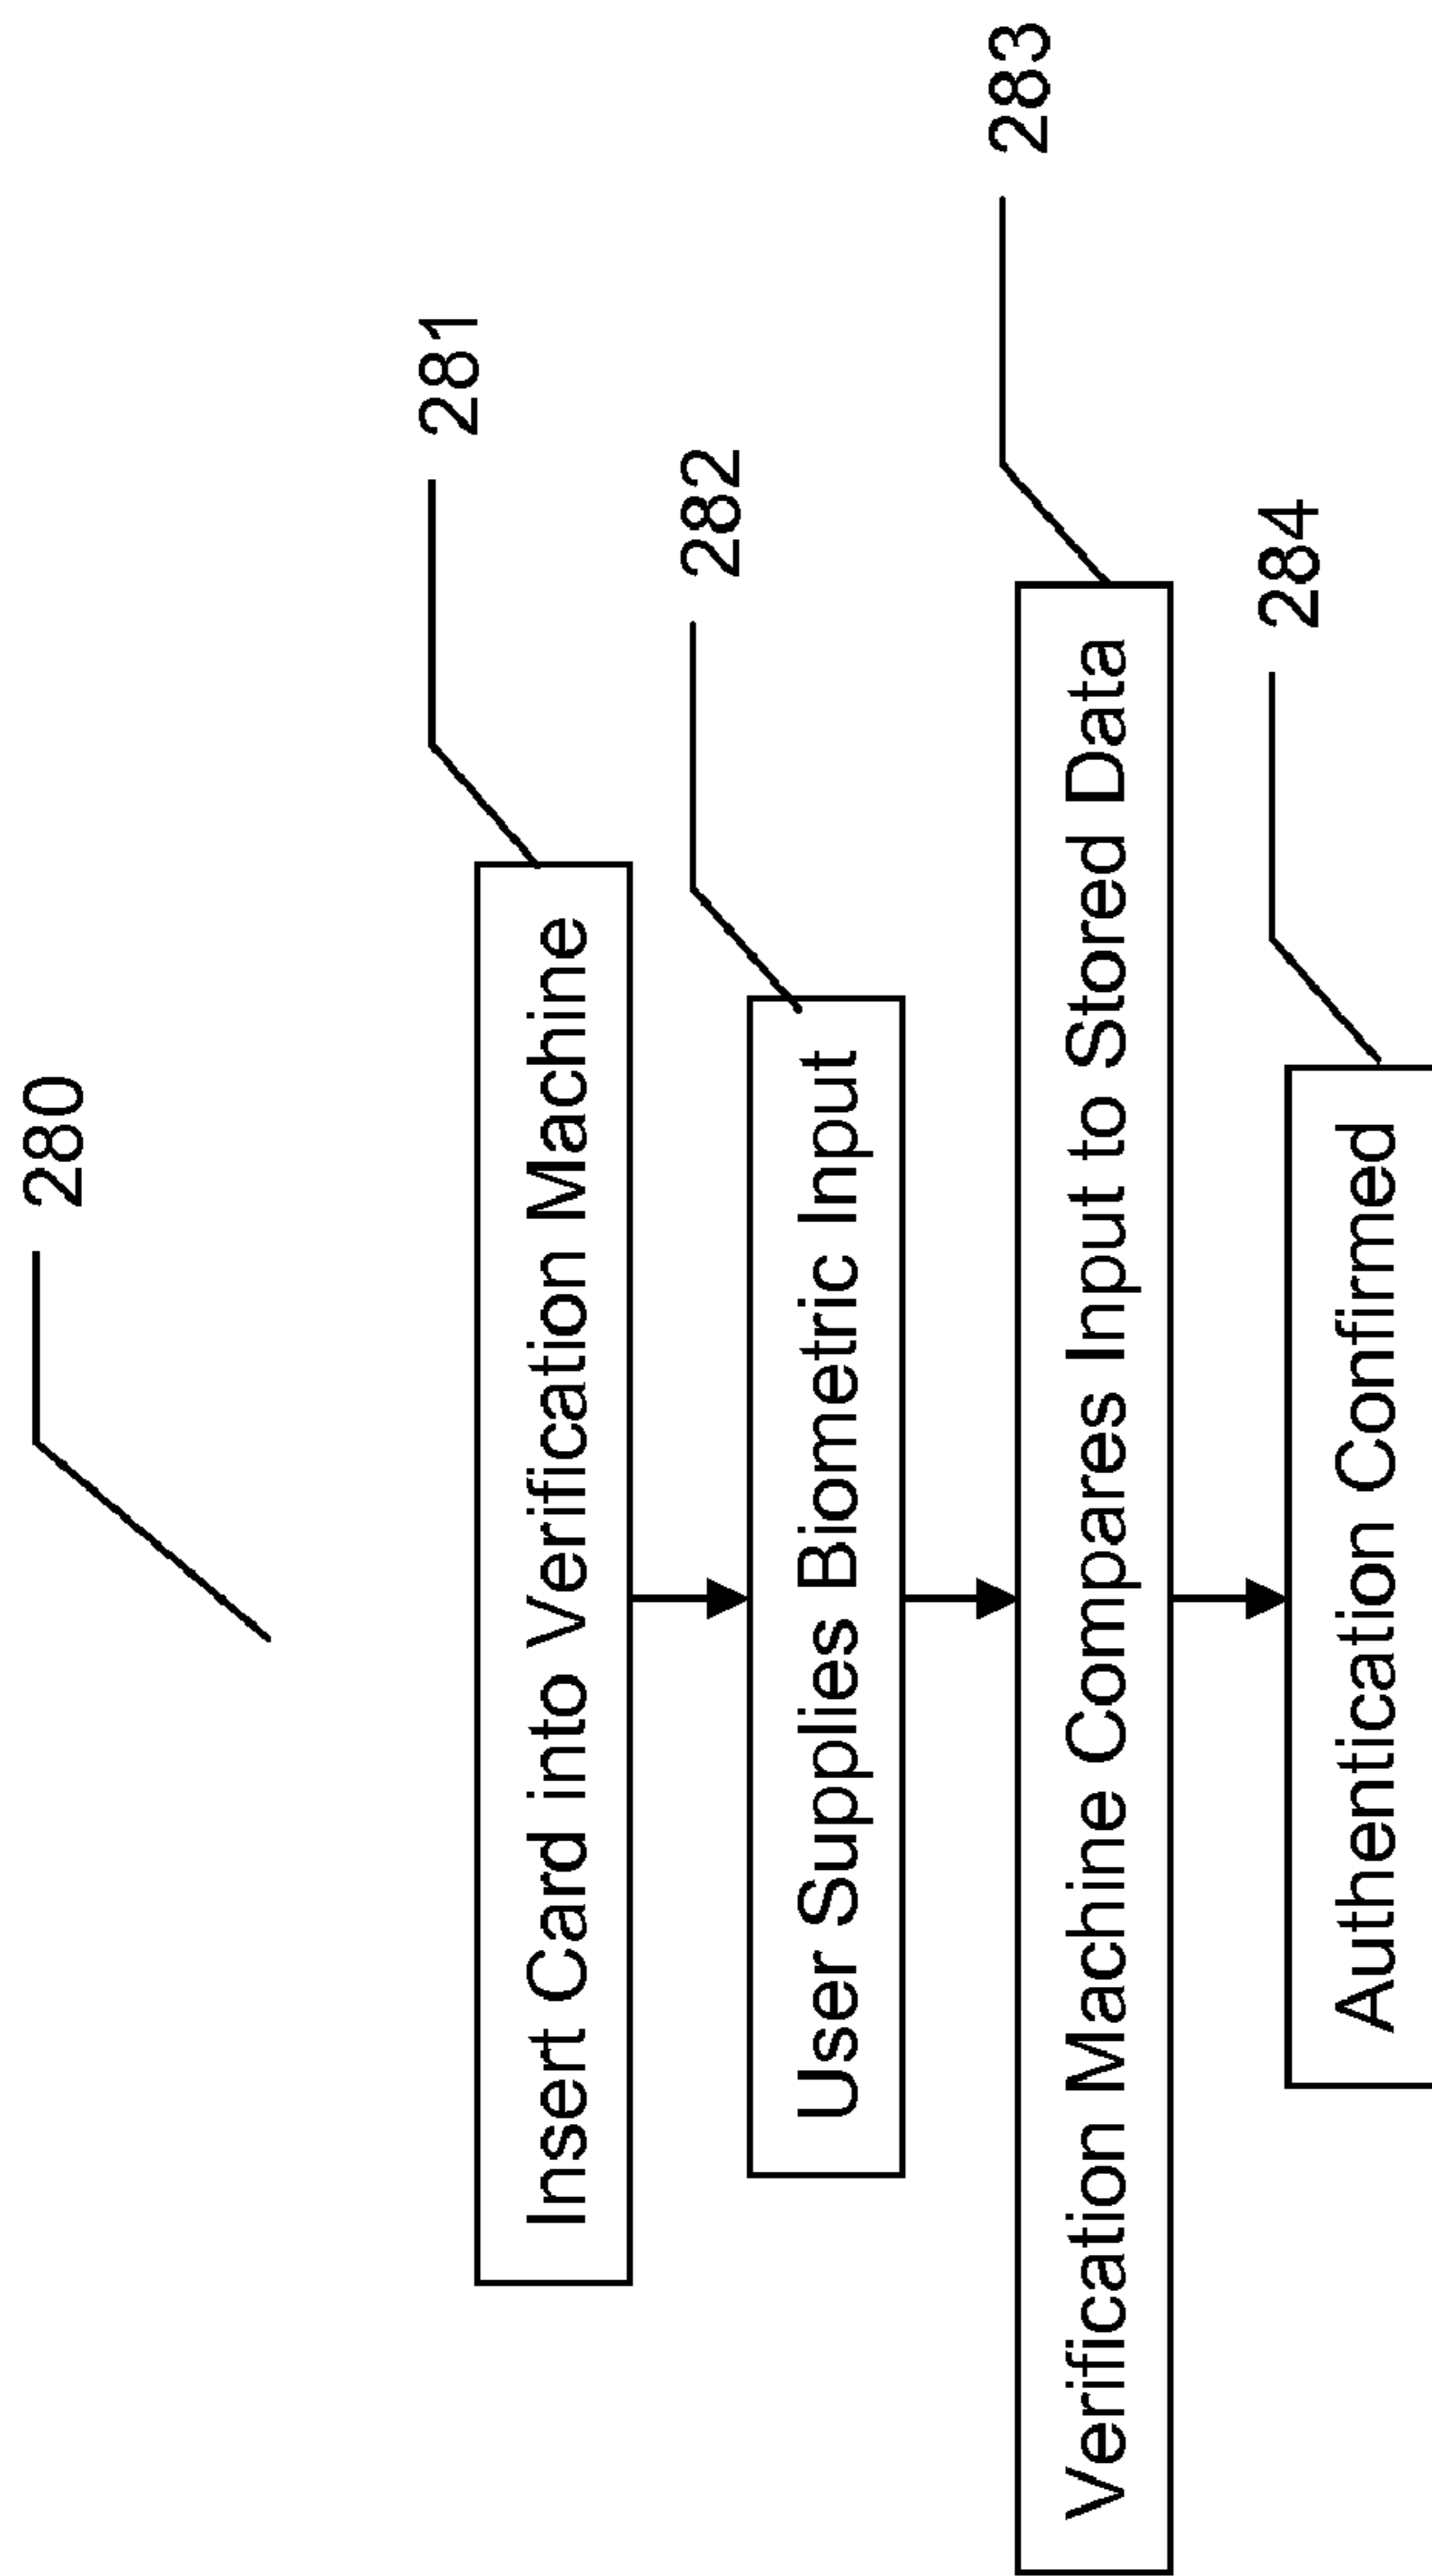 280
281
Insert Card into Verification Machine
282
User Supplies Biometric Input
283
Verification Machine Compares Input to Stored Data
284
Authentication Confirmed